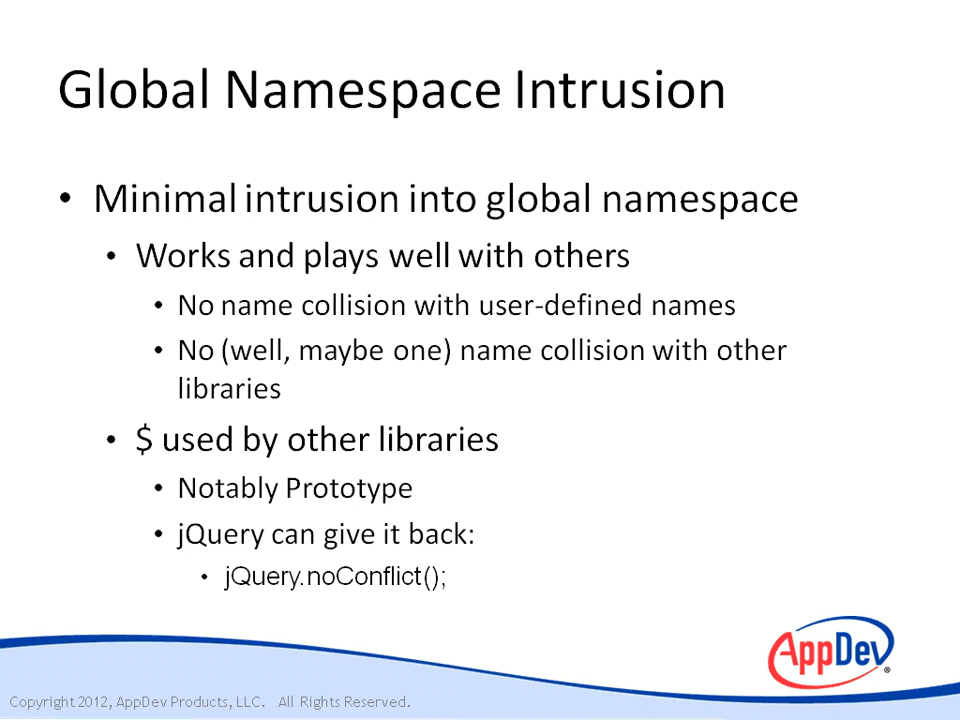 Global Namespace Intrusion
• Minimal intrusion into global namespace
• Works and plays well with others
• No name collision with user-defined names
• No (well, maybe one) name collision with other
libraries
• $ used by other libraries
• Notably Prototype
• jQuery can give it back:
• jQuery.noConflict();
AppDev®
Copyright 2012, AppDev Products, LLC. All Rights Reserved.